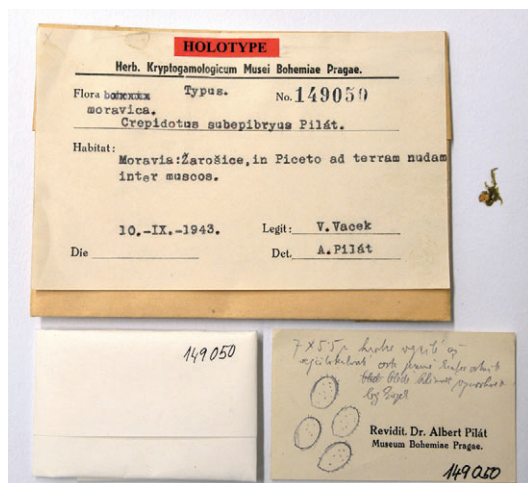 HOLOTYPE
Herb. Kryptogamologicum Musei Bohemiae Pragae.
Flora Typus. No. 149050
moravica.
Crepidotus subepibryus Pilát.
Habitat:
Moravia:Žarošice,in Piceto ad terram nudam
inter muscos.
10.-IX.-1943. Legit: V.Vacek
Die Det. A.Pilát
149050
7 X 5.5 μ
Revidit. Dr. Albert Pilát
Museum Bohemiae Pragae.
149050